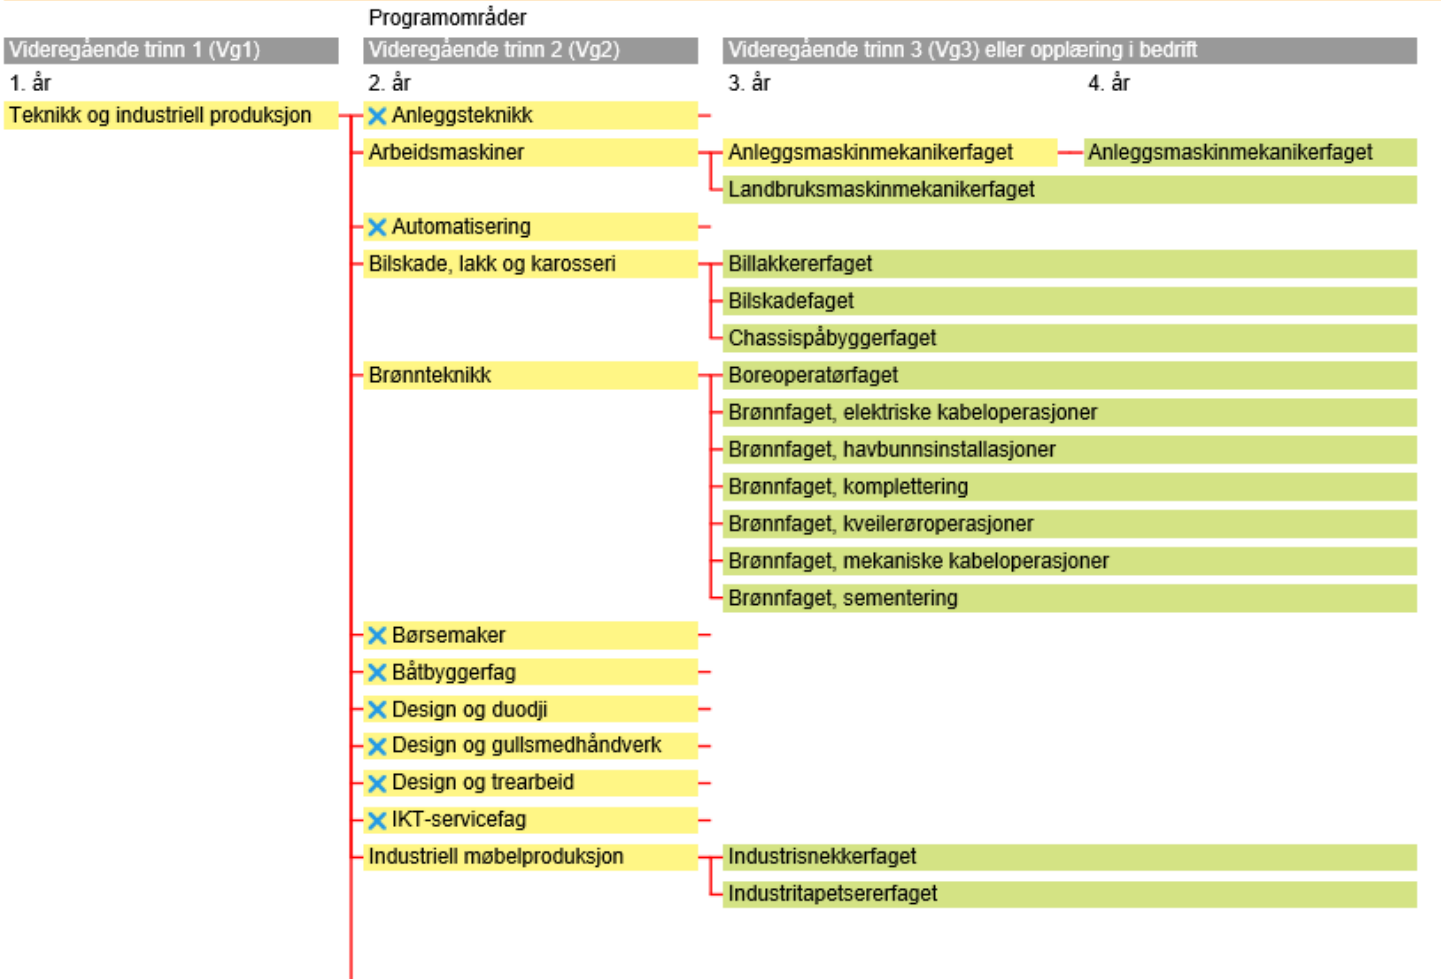 Programområder
Videregående trinn 1 (Vg1) Videregående trinn 2 (Vg2) Videregående trinn 3 (Vg3) eller opplæring i bedrift
1. år 2. år 3. år 4. år
Teknikk og industriell produksjon Anleggsteknikk
Arbeidsmaskiner Anleggsmaskinmekanikerfaget Anleggsmaskinmekanikerfaget
Landbruksmaskinmekanikerfaget
Automatisering
Bilskade, lakk og karosseri Billakkererfaget
Bilskadefaget
Chassispåbyggerfaget
Brønnteknikk Boreoperatørfaget
Brønnfaget, elektriske kabeloperasjoner
Brønnfaget, havbunnsinstallasjoner
Brønnfaget, komplettering
Brønnfaget, kveilerøroperasjoner
Brønnfaget, mekaniske kabeloperasjoner
Brønnfaget, sementering
Børsemaker
Båtbyggerfag
Design og duodji
Design og gullsmedhåndverk
Design og trearbeid
IKT-servicefag
Industriell møbelproduksjon Industrisnekkerfaget
Industritapetsererfaget